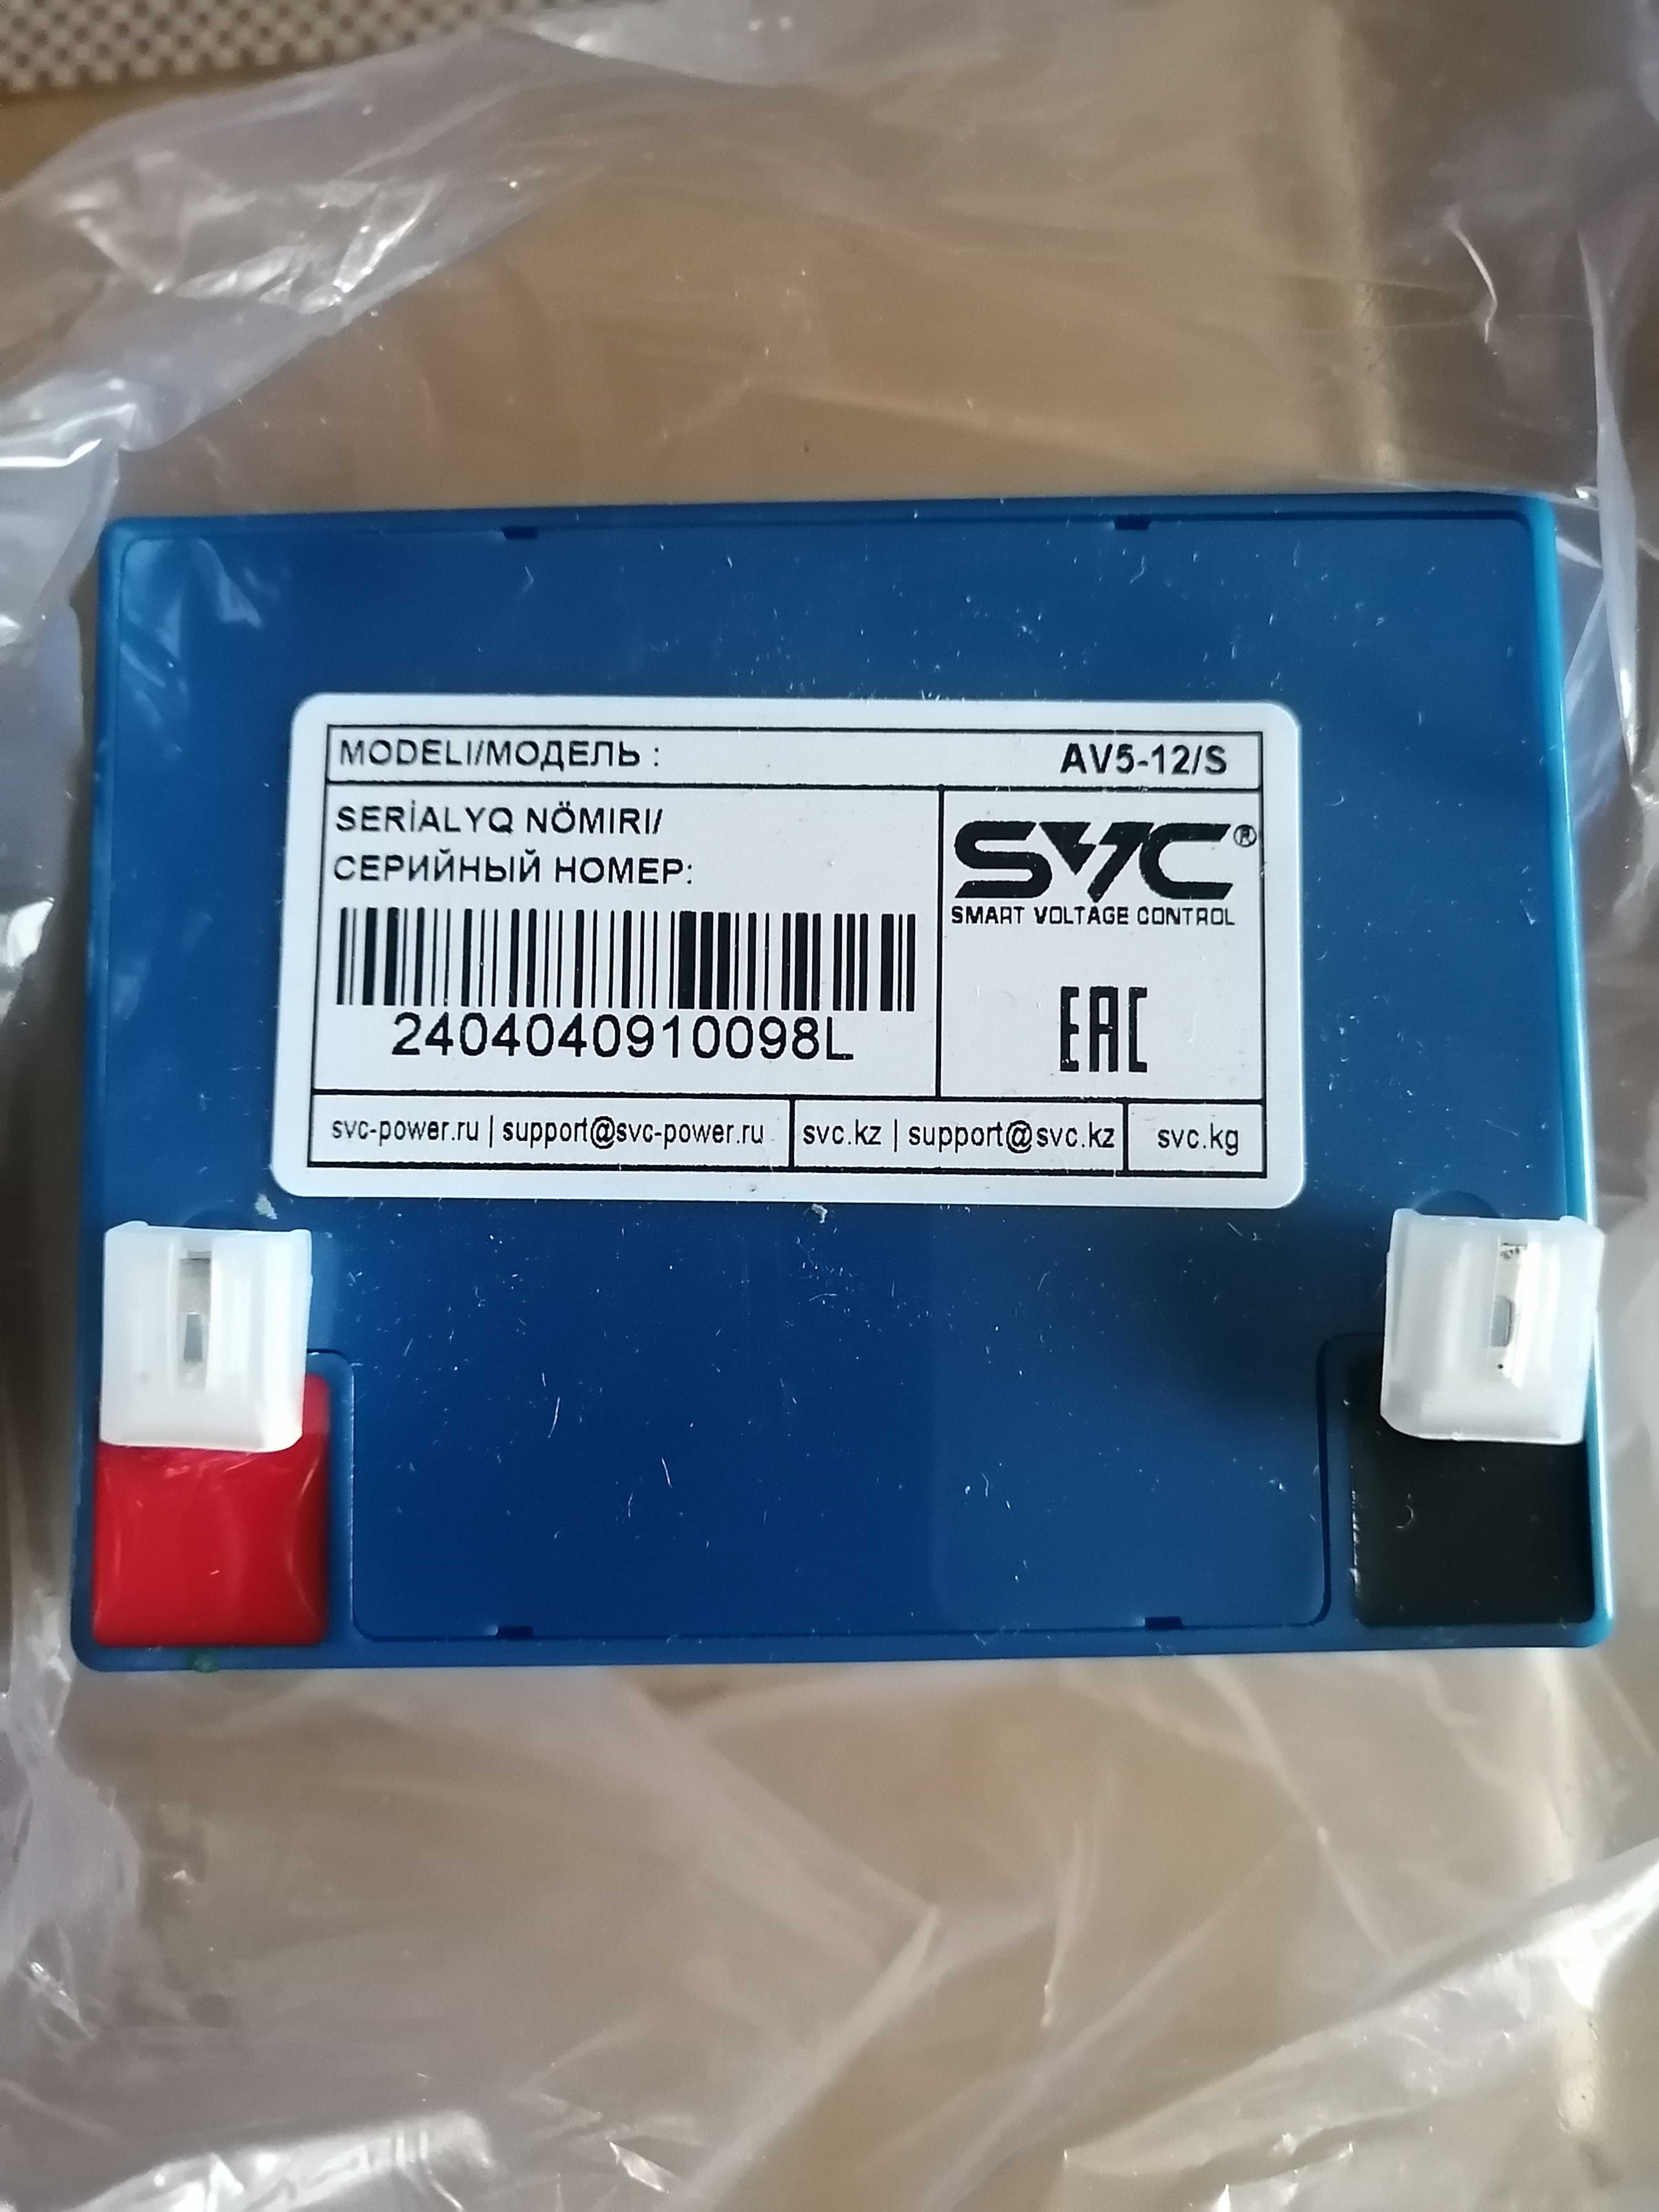 MODELI/МОДЕЛЬ : AV5-12/S
SERİALYQ NÖMIRI/
СЕРИЙНЫЙ НОМЕР:
2404040910098L
SVC®
SMART VOLTAGE CONTROL
EAC
svc-power.ru | support@svc-power.ru
svc.kz | support@svc.kz
svc.kg